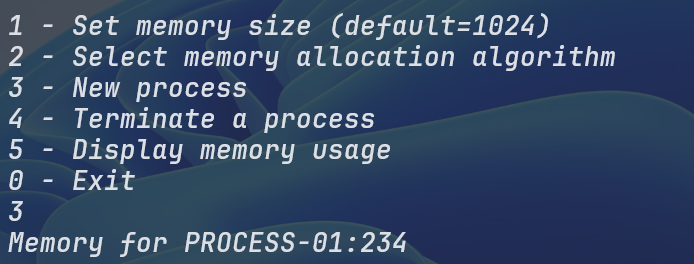 1 - Set memory size (default=1024)
2 - Select memory allocation algorithm
3 - New process
4 - Terminate a process
5 - Display memory usage
0 - Exit
3
Memory for PROCESS-01:234